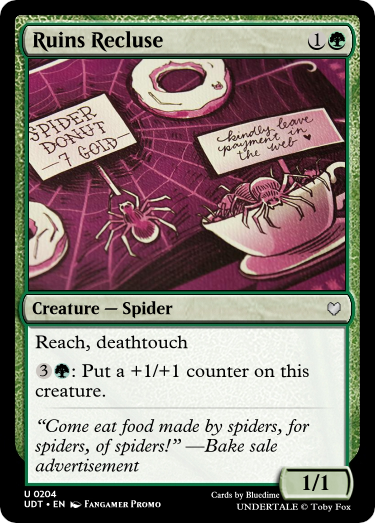 Ruins Recluse 1
SPIDER
DONUT
7 GOLD
kindly leave
payment in
the web ♥
Creature — Spider
Reach, deathtouch
3: Put a +1/+1 counter on this
creature.
“Come eat food made by spiders, for
spiders, of spiders!” —Bake sale
advertisement
1/1
U 0204
UDT • EN FANGAMER PROMO
Cards by Bluedime
UNDERTALE © Toby Fox